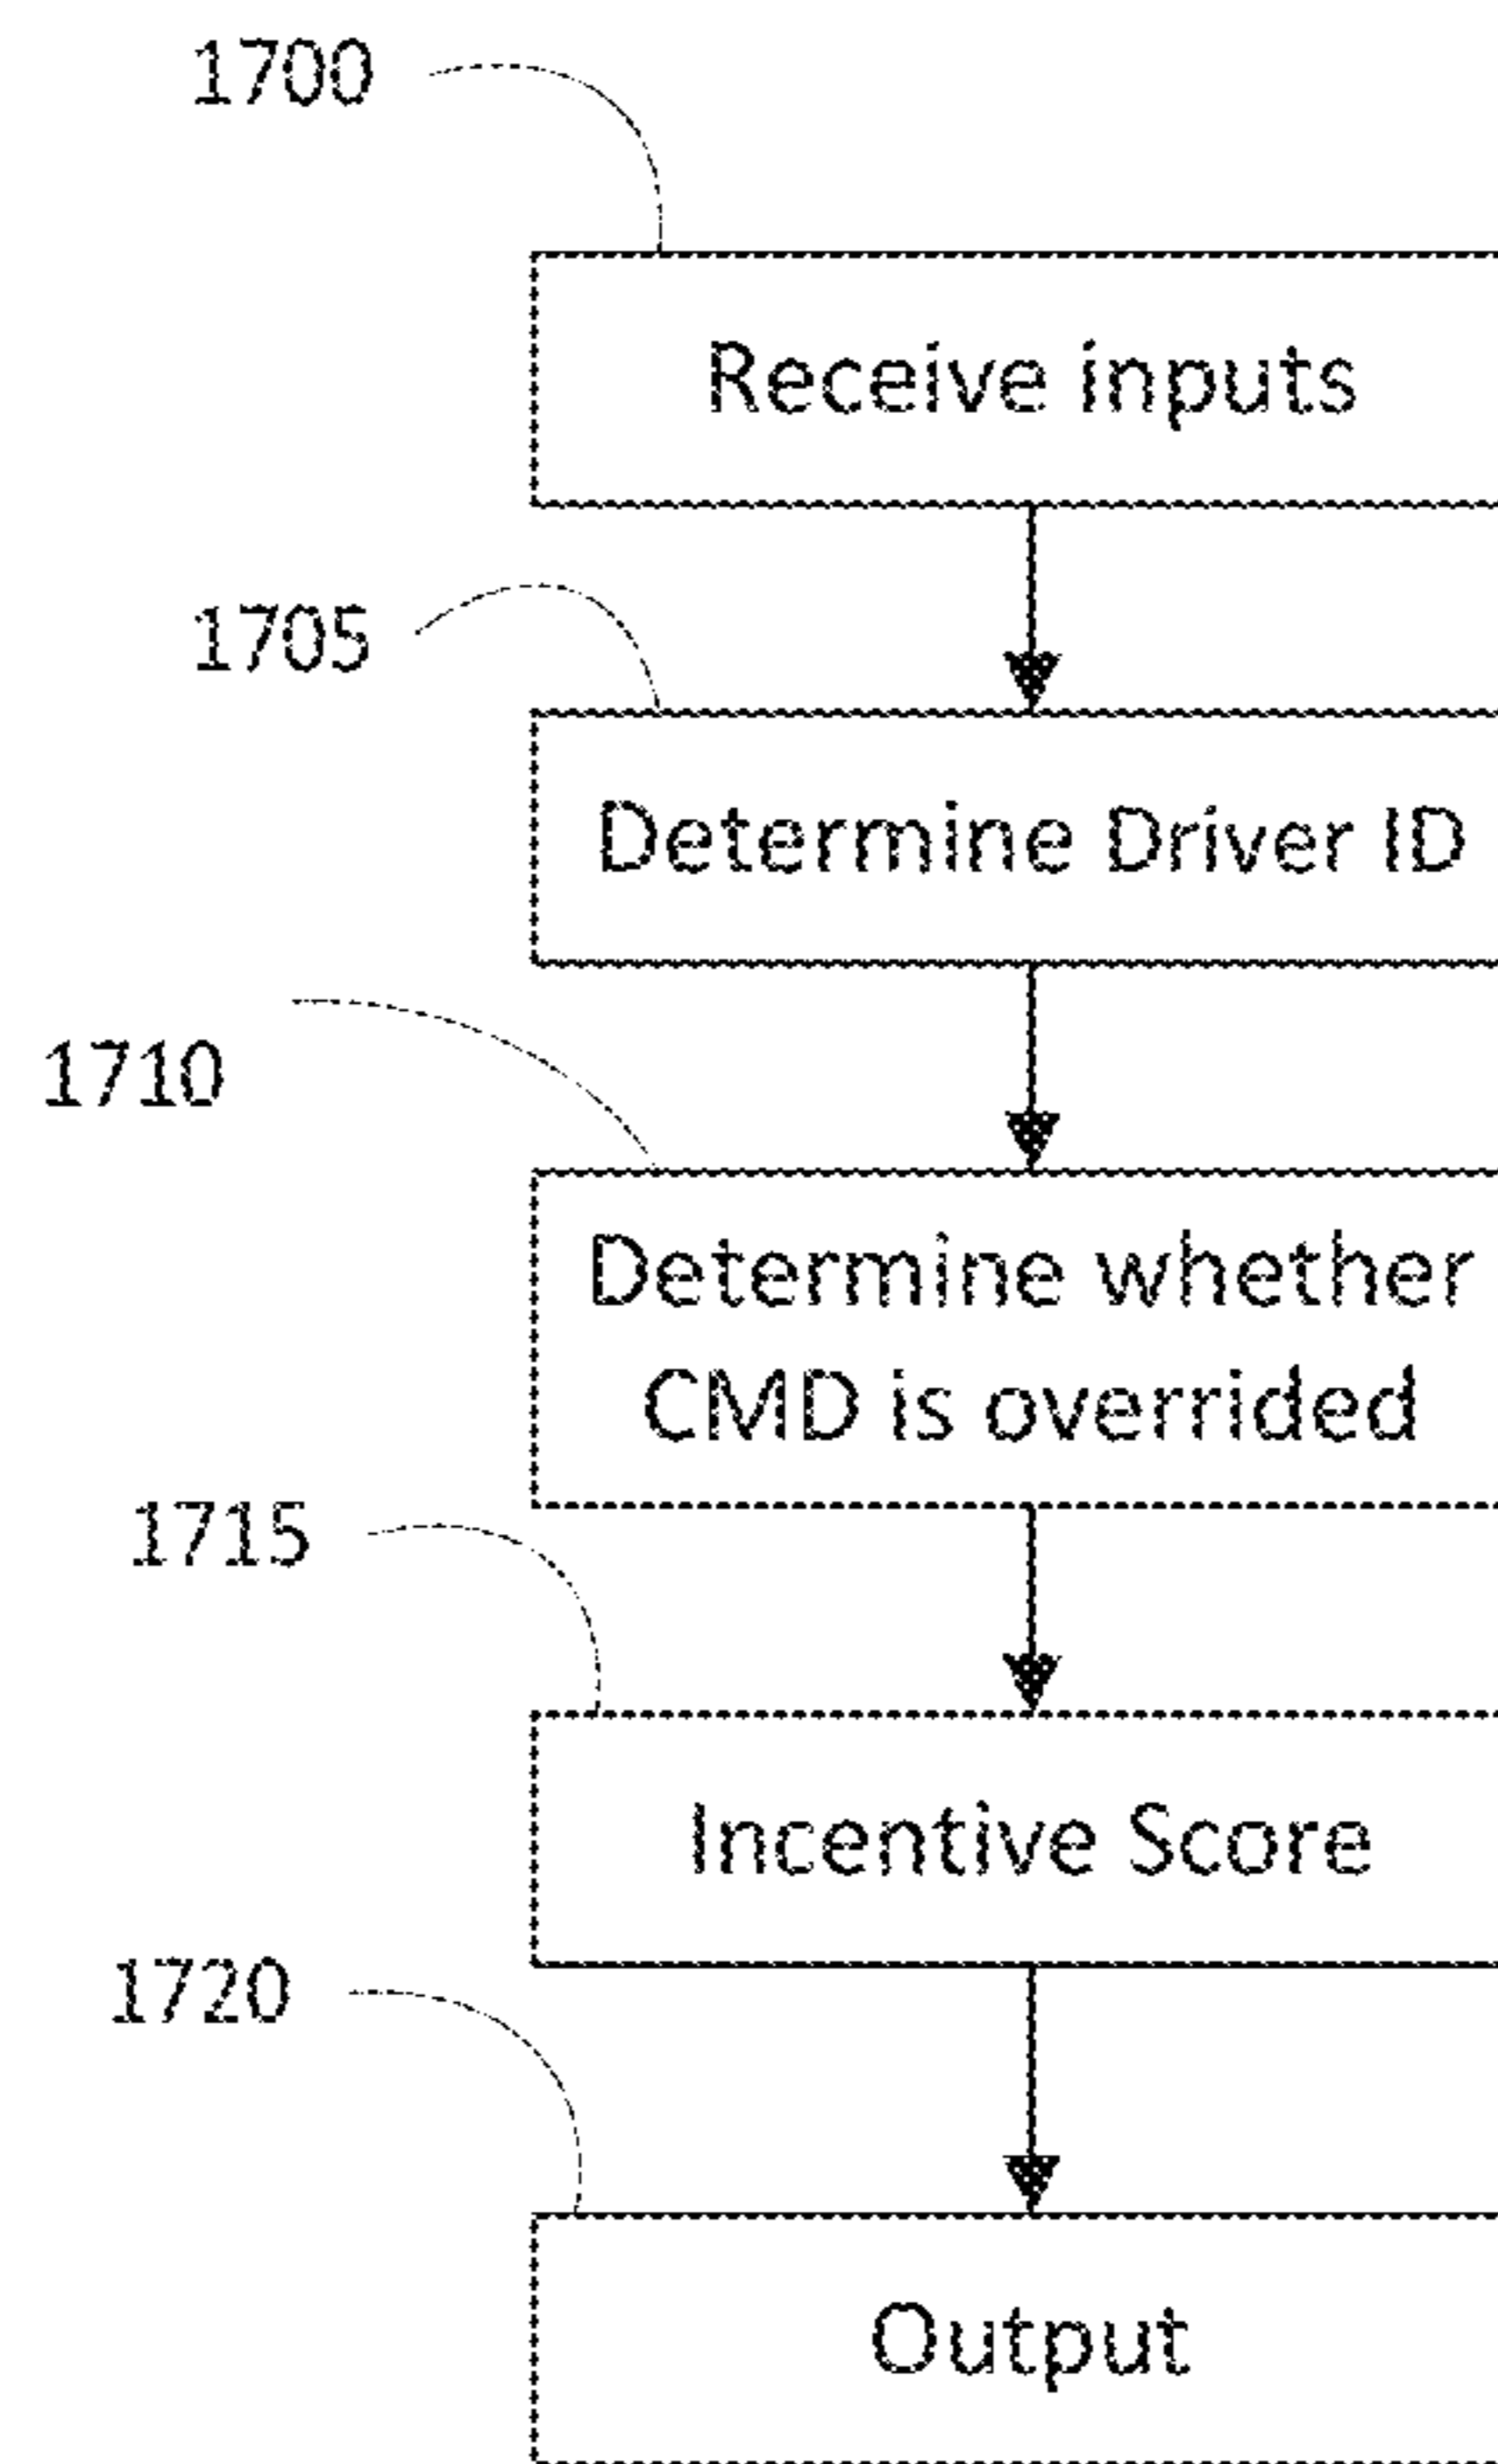 1700
Receive inputs
1705
Determine Driver ID
1710
Determine whether
CMD is overrided
1715
Incentive Score
1720
Output